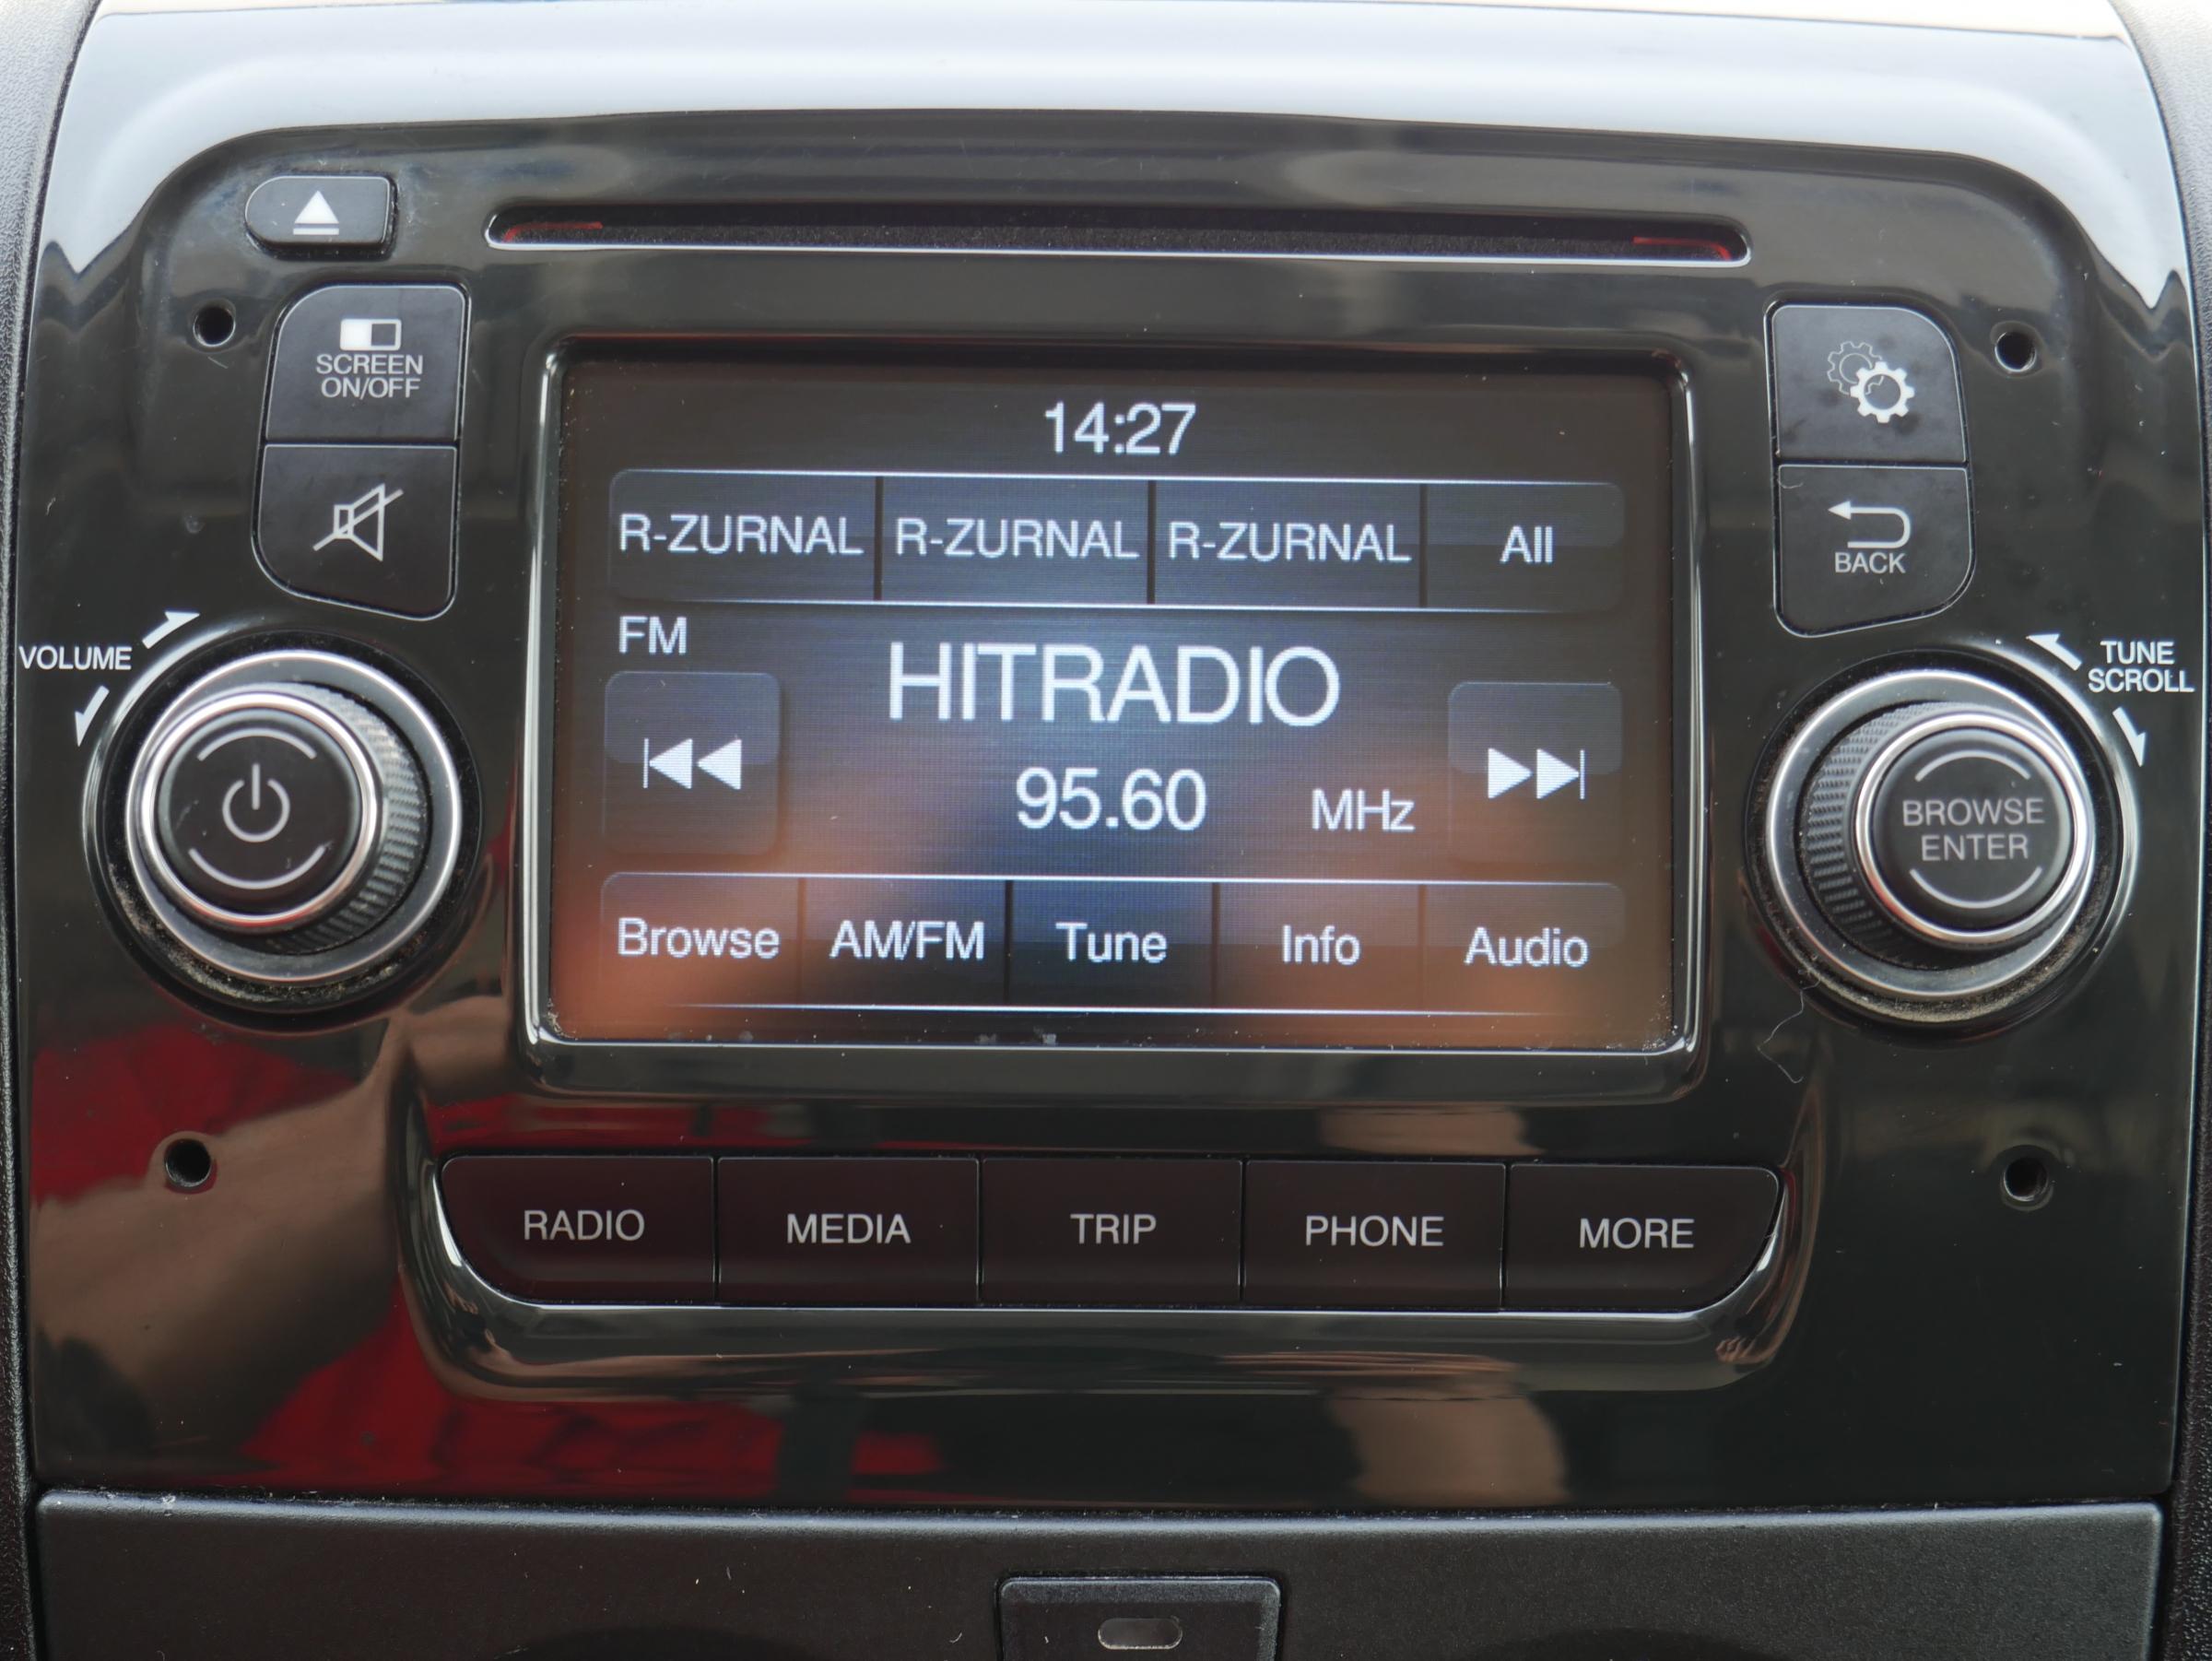 SCREEN
ON/OFF
14:27
R-ZURNAL R-ZURNAL R-ZURNAL All
BACK
FM
VOLUME
HITRADIO
TUNE
SCROLL
95.60 MHz
BROWSE
ENTER
Browse AM/FM Tune Info Audio
RADIO MEDIA TRIP PHONE MORE